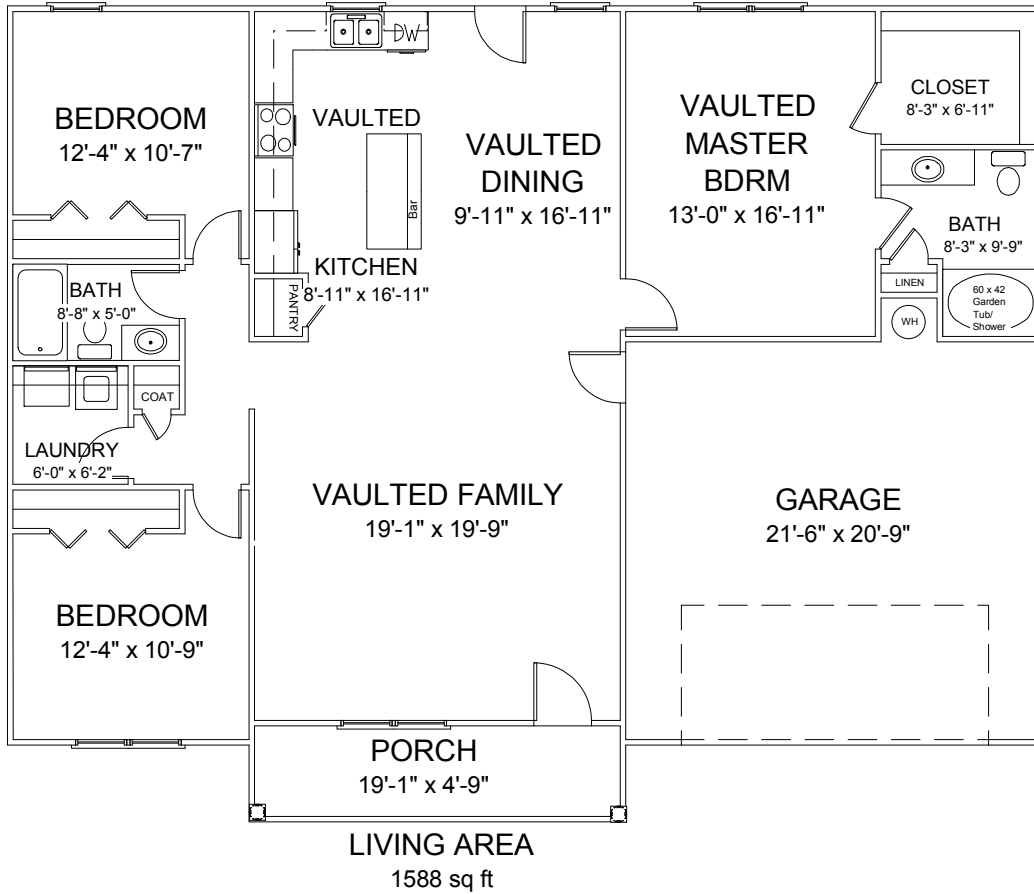 DW
BEDROOM
12'-4" x 10'-7"
VAULTED
KITCHEN
8'-11" x 16'-11"
Bar
PANTRY
VAULTED
DINING
9'-11" x 16'-11"
VAULTED
MASTER
BDRM
13'-0" x 16'-11"
CLOSET
8'-3" x 6'-11"
BATH
8'-3" x 9'-9"
LINEN
WH
60 x 42
Garden
Tub/
Shower
BATH
8'-8" x 5'-0"
COAT
LAUNDRY
6'-0" x 6'-2"
VAULTED FAMILY
19'-1" x 19'-9"
GARAGE
21'-6" x 20'-9"
BEDROOM
12'-4" x 10'-9"
PORCH
19'-1" x 4'-9"
LIVING AREA
1588 sq ft